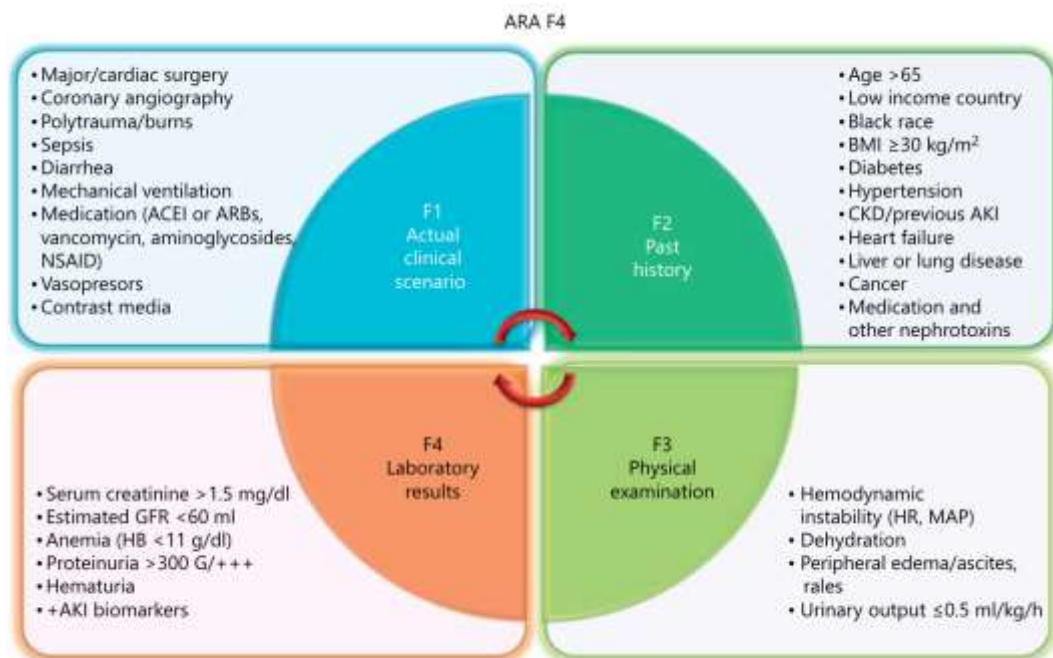 ARA F4
• Major/cardiac surgery
• Coronary angiography
• Polytrauma/burns
• Sepsis
• Diarrhea
• Mechanical ventilation
• Medication (ACEI or ARBs,
vancomycin, aminoglycosides,
NSAID)
• Vasopresors
• Contrast media
F1
Actual
clinical
scenario
F2
Past
history
• Age >65
• Low income country
• Black race
• BMI ≥30 kg/m²
• Diabetes
• Hypertension
• CKD/previous AKI
• Heart failure
• Liver or lung disease
• Cancer
• Medication and
other nephrotoxins
• Serum creatinine >1.5 mg/dl
• Estimated GFR <60 ml
• Anemia (HB <11 g/dl)
• Proteinuria >300 G/+++
• Hematuria
• +AKI biomarkers
F4
Laboratory
results
F3
Physical
examination
• Hemodynamic
instability (HR, MAP)
• Dehydration
• Peripheral edema/ascites,
rales
• Urinary output ≤0.5 ml/kg/h